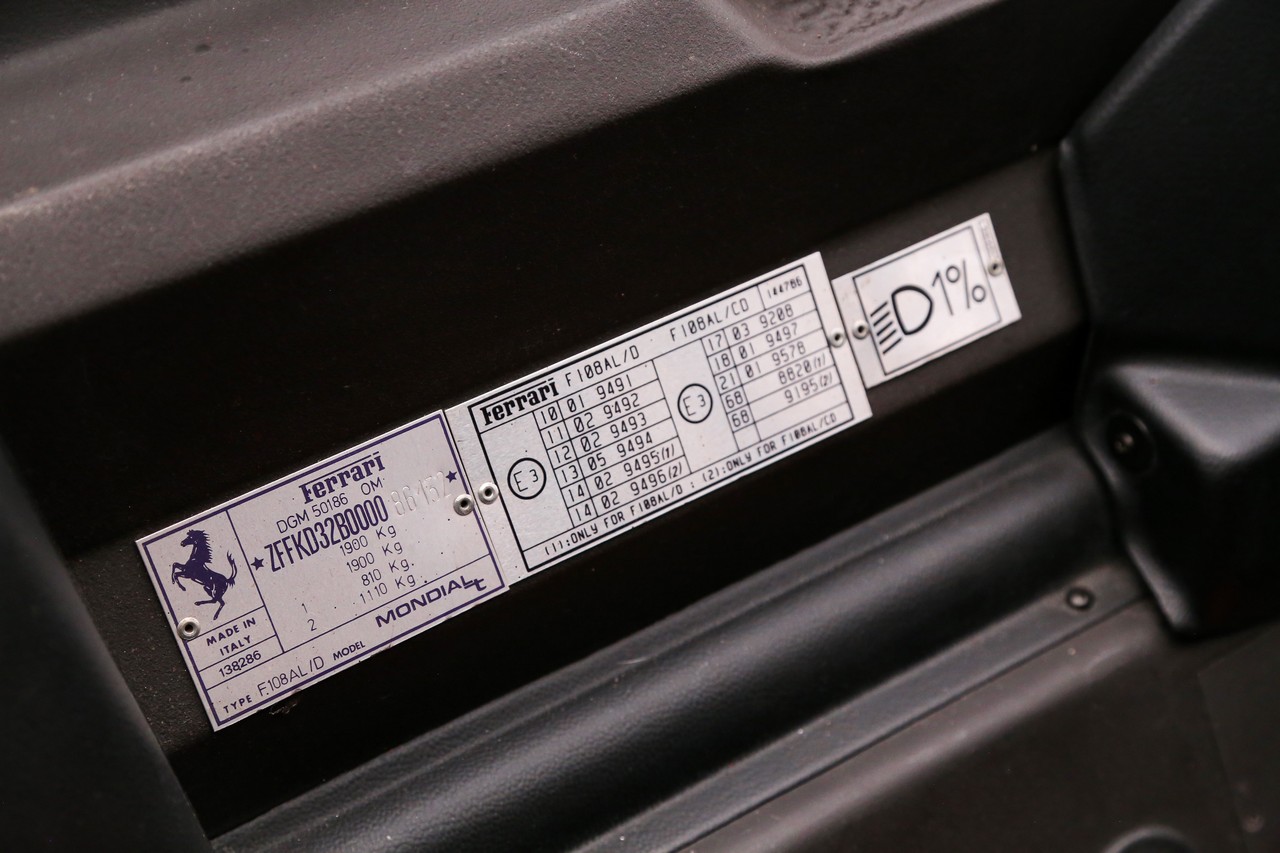 Ferrari
DGM 50186 OM
★ZFFKD32B0000 86152★
1900 Kg
1900 Kg
1 810 Kg.
2 1110 Kg.
MADE IN
ITALY
138286
TYPE F.108AL/D MODEL MONDIAL t
Ferrari F108AL/D - F108AL/CD 144786
E3
10 01 9491
11 02 9492
12 02 9493
13 05 9494
14 02 9495(1)
14 02 9496(2)
E3
17 03 9208
18 01 9497
21 01 9578
68 8820(1)
68 9195(2)
(1):ONLY FOR F108AL/D : (2):ONLY FOR F108AL/CD
1%